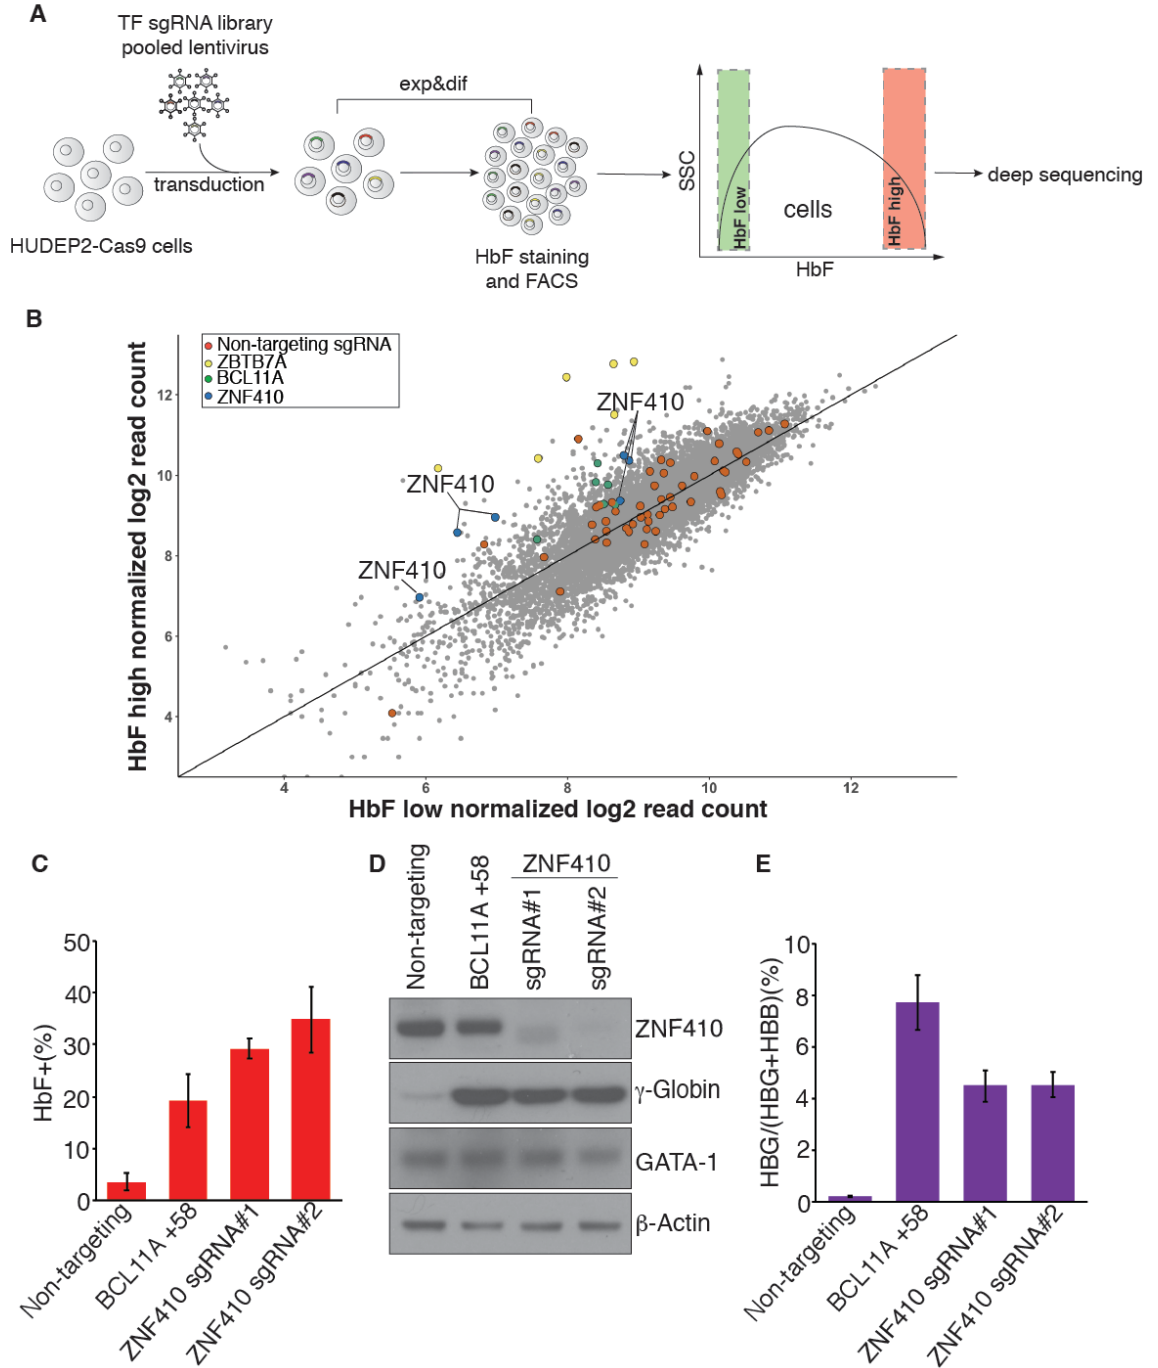 A
TF sgRNA library
pooled lentivirus
exp&dif
transduction
HUDEP2-Cas9 cells
HbF staining
and FACS
SSC
HbF low
cells
HbF high
HbF
deep sequencing
B
HbF high normalized log2 read count
12
10
8
6
4
Non-targeting sgRNA
ZBTB7A
BCL11A
ZNF410
ZNF410
ZNF410
ZNF410
4
6
8
10
12
HbF low normalized log2 read count
C
HbF+(%)
50
40
30
20
10
0
Non-targeting
BCL11A +58
ZNF410 sgRNA#1
ZNF410 sgRNA#2
D
Non-targeting
BCL11A +58
ZNF410
sgRNA#1
sgRNA#2
ZNF410
γ-Globin
GATA-1
β-Actin
E
HBG/(HBG+HBB)(%)
10
8
6
4
2
0
Non-targeting
BCL11A +58
ZNF410 sgRNA#1
ZNF410 sgRNA#2